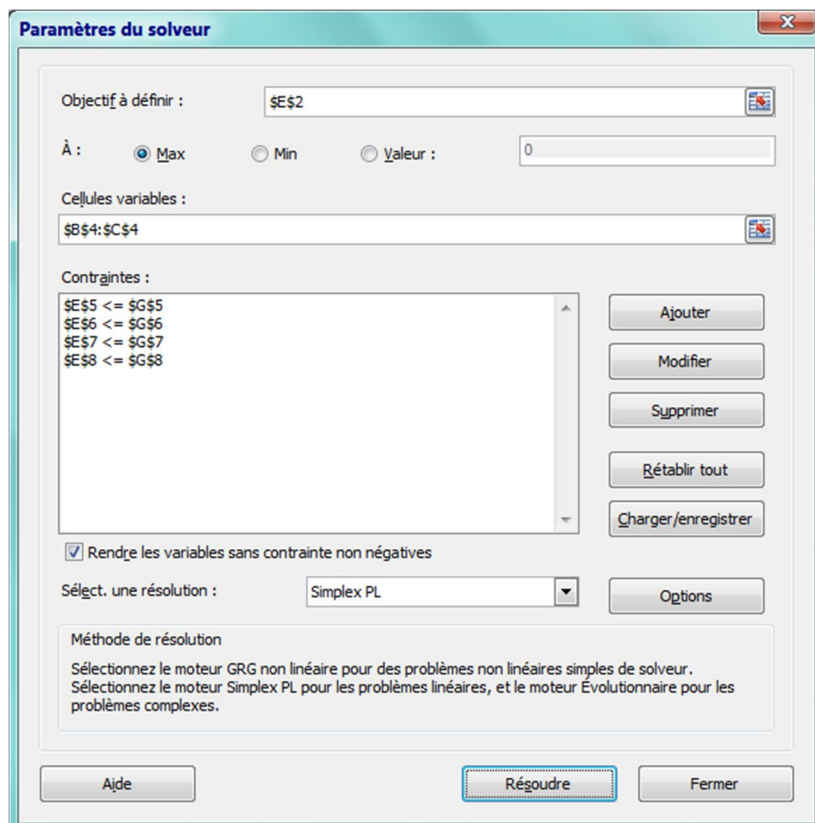 Paramètres du solveur
Objectif à définir :
$E$2
À :
Max
Min
Valeur :
0
Cellules variables :
$B$4:$C$4
Contraintes :
$E$5 <= $G$5
$E$6 <= $G$6
$E$7 <= $G$7
$E$8 <= $G$8
Ajouter
Modifier
Supprimer
Rétablir tout
Charger/enregistrer
Rendre les variables sans contrainte non négatives
Sélect. une résolution :
Simplex PL
Options
Méthode de résolution
Sélectionnez le moteur GRG non linéaire pour des problèmes non linéaires simples de solveur.
Sélectionnez le moteur Simplex PL pour les problèmes linéaires, et le moteur Évolutionnaire pour les
problèmes complexes.
Aide
Résoudre
Fermer